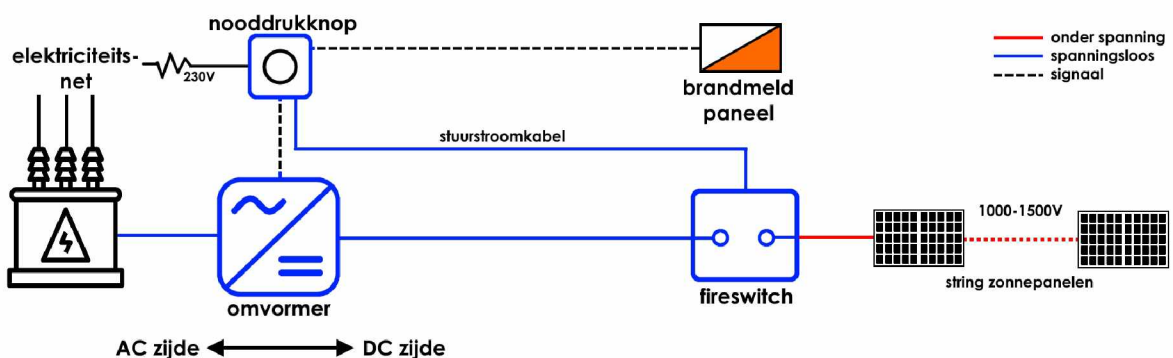 nooddrukknop
elektriciteits-
net
230V
brandmeld
paneel
onder spanning
spanningsloos
signaal
stuurstroomkabel
1000-1500V
string zonnepanelen
fireswitch
omvormer
AC zijde
DC zijde